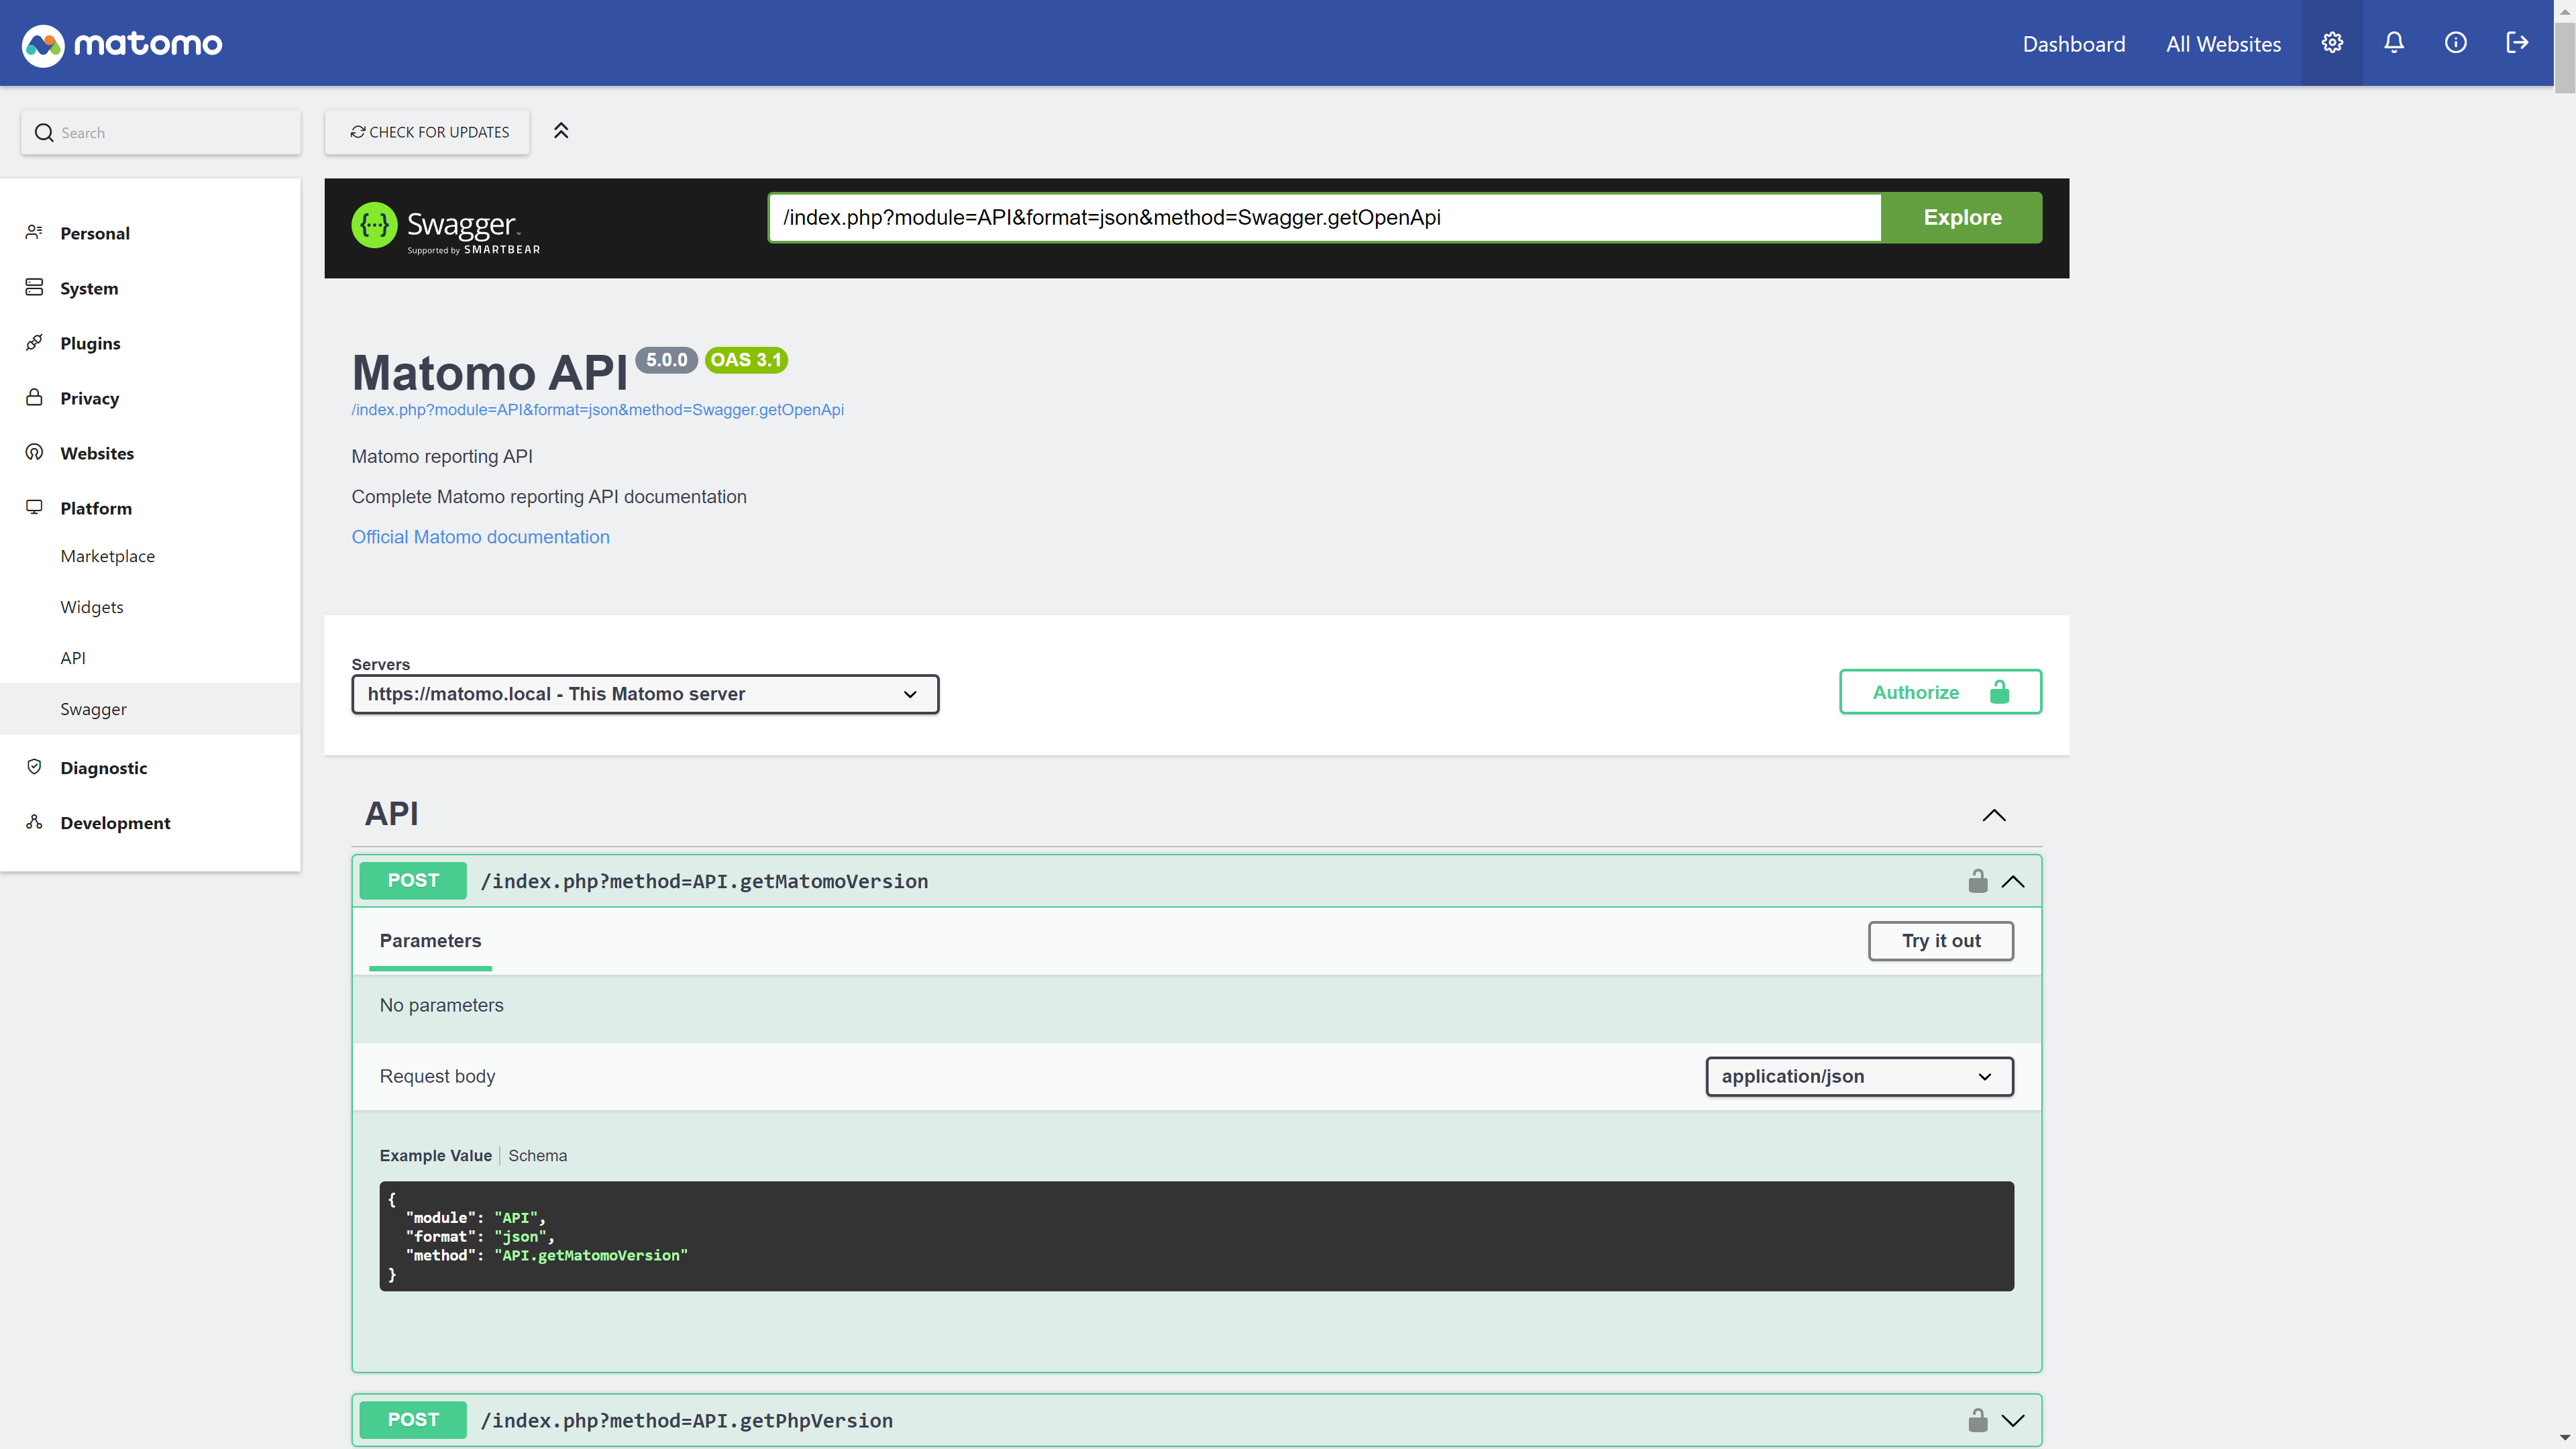 matomo
Dashboard
All Websites
Search
CHECK FOR UPDATES
Personal
System
Plugins
Privacy
Websites
Platform
Marketplace
Widgets
API
Swagger
Diagnostic
Development
Swagger
Supported by SMARTBEAR
/index.php?module=API&format=json&method=Swagger.getOpenApi
Explore
Matomo API 5.0.0 OAS 3.1
/index.php?module=API&format=json&method=Swagger.getOpenApi
Matomo reporting API
Complete Matomo reporting API documentation
Official Matomo documentation
Servers
https://matomo.local - This Matomo server
Authorize
API
POST /index.php?method=API.getMatomoVersion
Parameters
Try it out
No parameters
Request body
application/json
Example Value Schema
{
"module": "API",
"format": "json",
"method": "API.getMatomoVersion"
}
POST /index.php?method=API.getPhpVersion